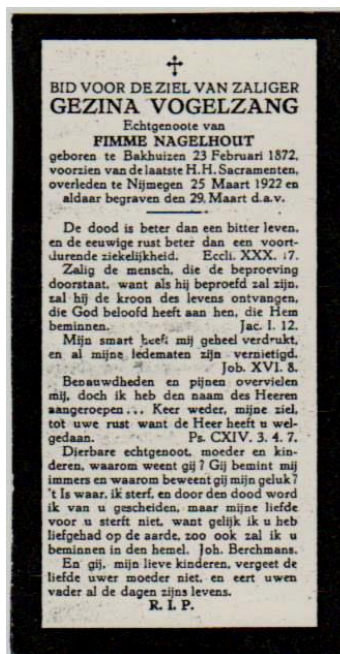 BID VOOR DE ZIEL VAN ZALIGER
GEZINA VOGELZANG
Echtgenoote van
FIMME NAGELHOUT
geboren te Bakhuizen 23 Februari 1872,
voorzien van de laatste H.H. Sacramenten,
overleden te Nijmegen 25 Maart 1922 en
aldaar begraven den 29. Maart d.a.v.
De dood is beter dan een bitter leven,
en de eeuwige rust beter dan een voort-
durende ziekelijkheid. Eccli. XXX. 17.
Zalig de mensch, die de beproeving
doorstaat, want als hij beproefd zal zijn,
zal hij de kroon des levens ontvangen,
die God beloofd heeft aan hen, die Hem
beminnen. Jac. I. 12.
Mijn smart heeft mij geheel verdrukt,
en al mijne ledematen zijn vernietigd.
Job. XVI. 8.
Benauwdheden en pijnen overvielen
mij, doch ik heb den naam des Heeren
aangeroepen... Keer weder, mijne ziel,
tot uwe rust want de Heer heeft u wel-
gedaan. Ps. CXIV. 3. 4. 7.
Dierbare echtgenoot, moeder en kin-
deren, waarom weent gij? Gij bemint mij
immers en waarom beweent gij mijn geluk?
't Is waar, ik sterf, en door den dood word
ik van u gescheiden, maar mijne liefde
voor u sterft niet, want gelijk ik u heb
liefgehad op de aarde, zoo ook zal ik u
beminnen in den hemel. Joh. Berchmans.
En gij, mijn lieve kinderen, vergeet de
liefde uwer moeder niet, en eert uwen
vader al de dagen zijns levens.
R. I. P.